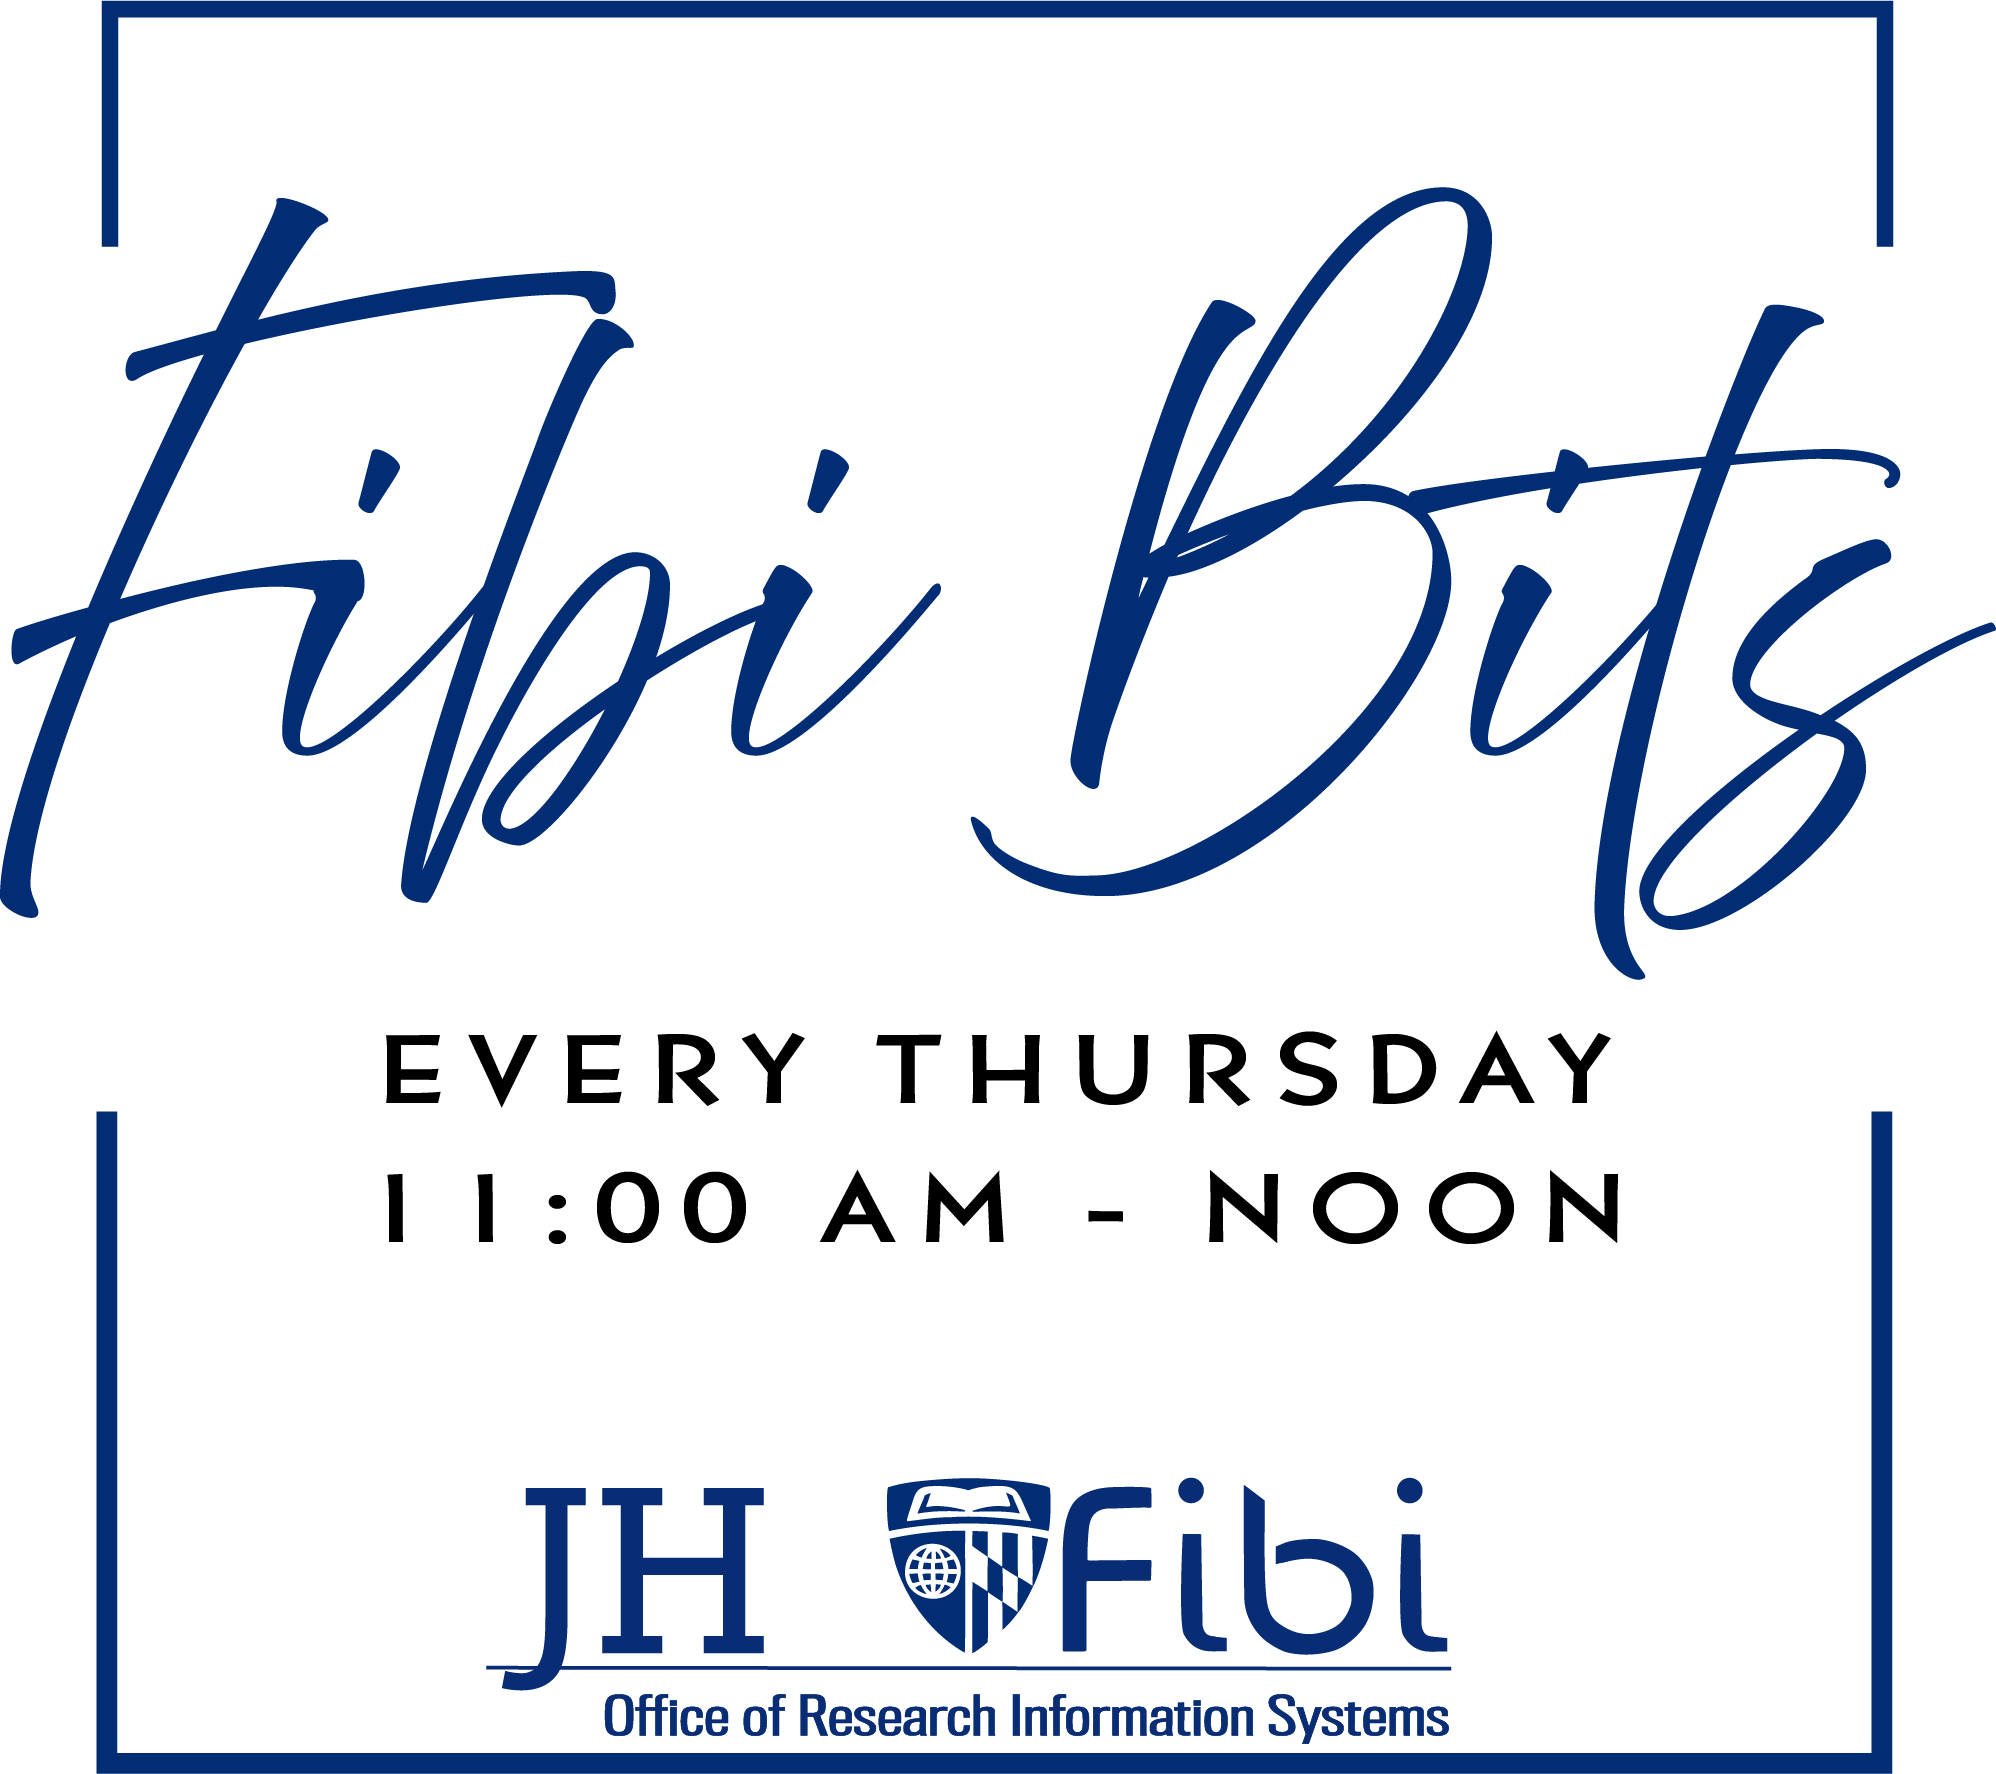 Fibi Bits
EVERY THURSDAY
11:00 AM - NOON
JH Fibi
Office of Research Information Systems